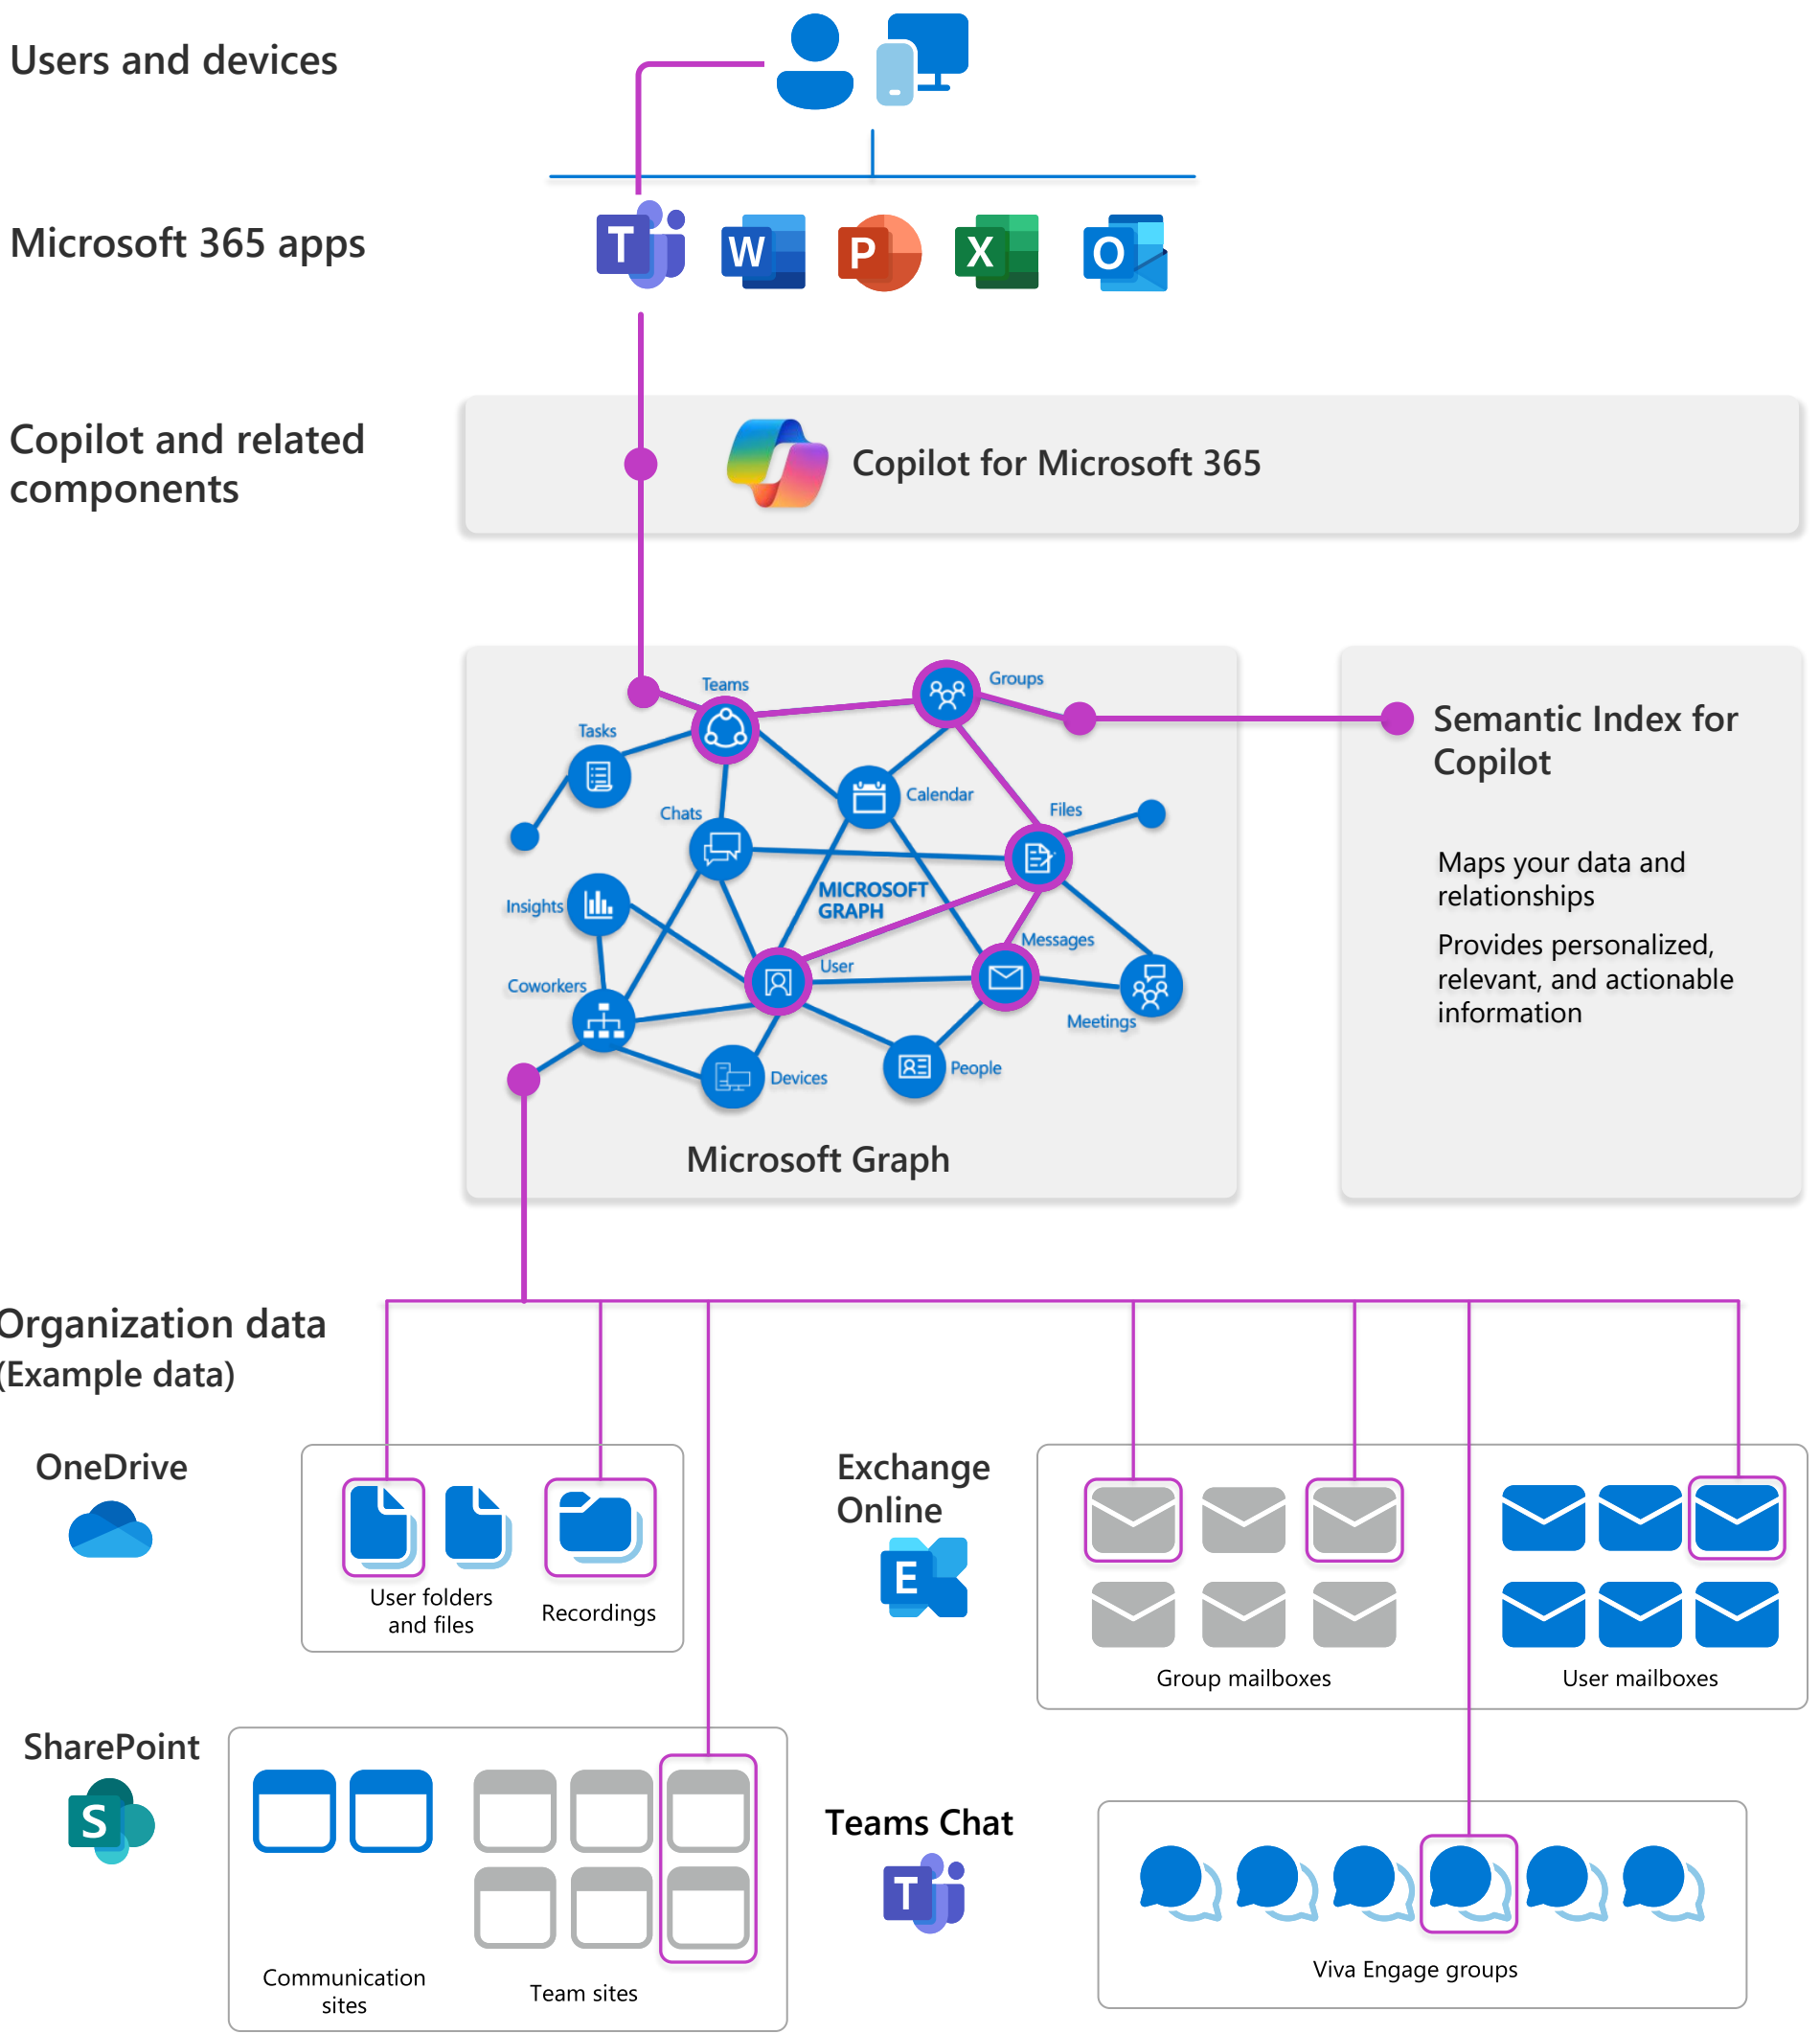 Users and devices
Microsoft 365 apps
T
W
P
X
O
Copilot and related
components
Copilot for Microsoft 365
Teams
Groups
Tasks
Calendar
Chats
Files
MICROSOFT
GRAPH
Insights
Messages
User
Coworkers
Meetings
Devices
People
Microsoft Graph
Semantic Index for
Copilot
Maps your data and
relationships
Provides personalized,
relevant, and actionable
information
Organization data
(Example data)
OneDrive
User folders
and files
Recordings
Exchange
Online
E
Group mailboxes
User mailboxes
SharePoint
S
Communication
sites
Team sites
Teams Chat
T
Viva Engage groups